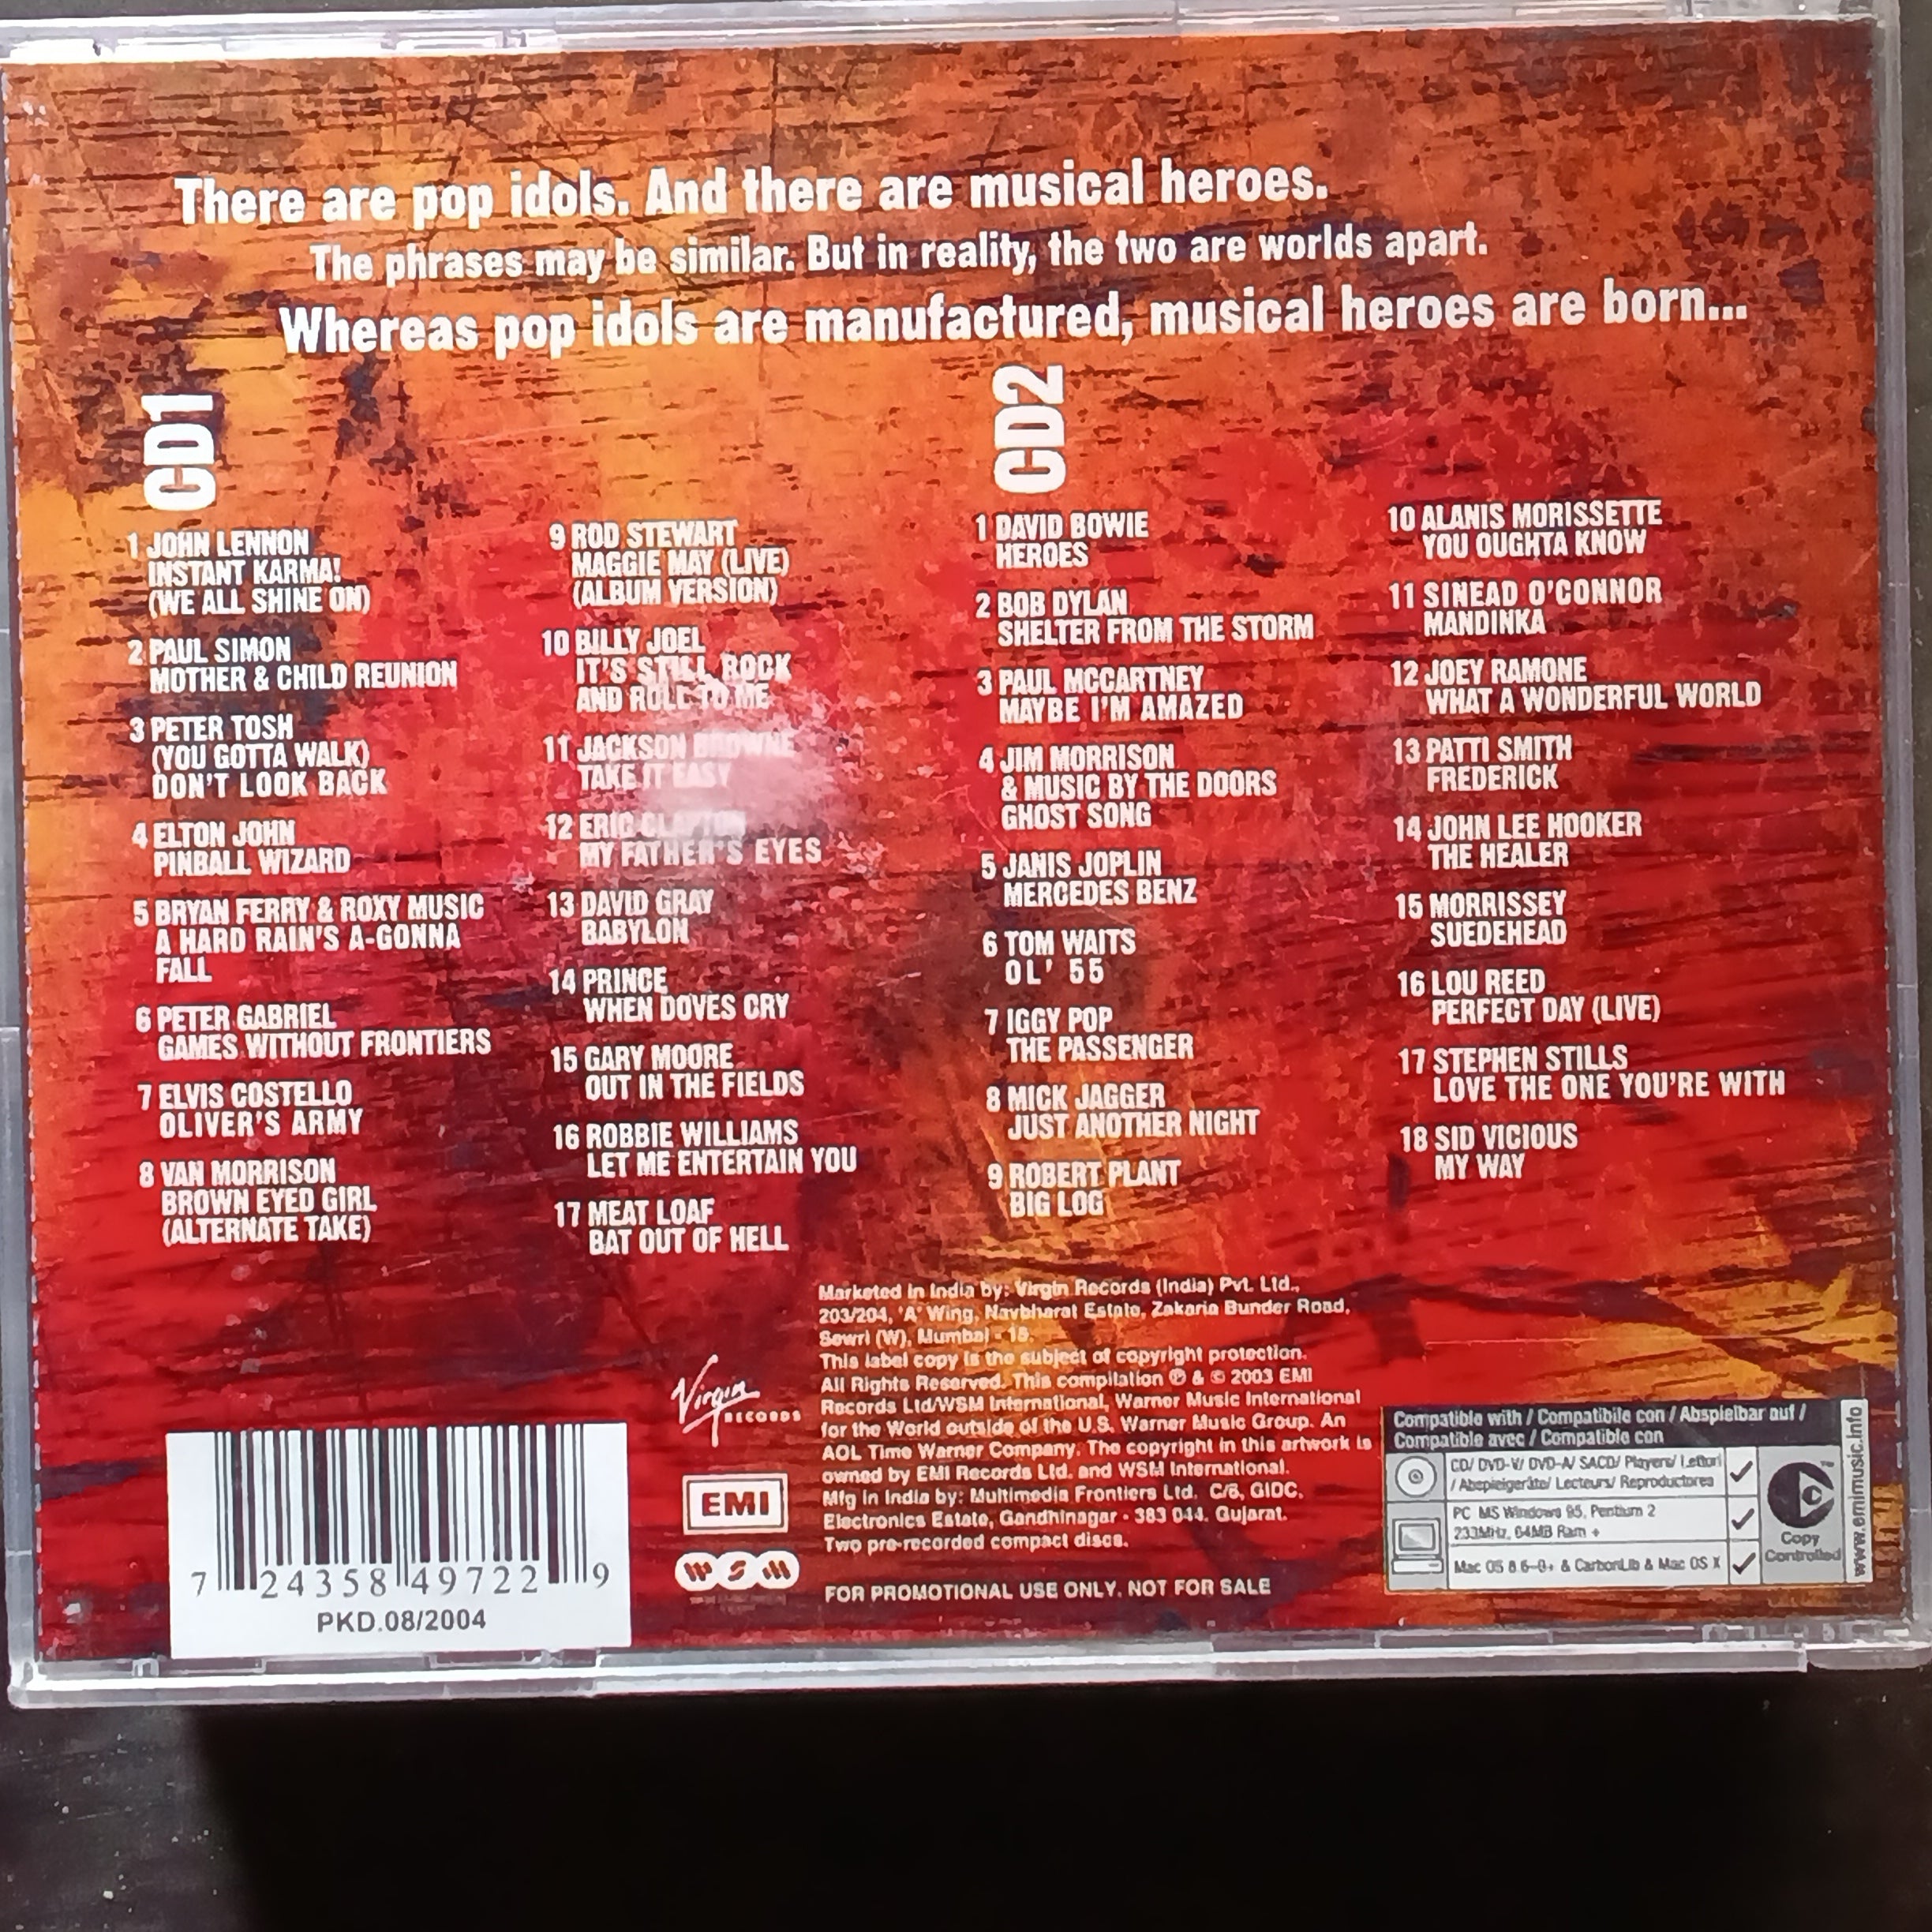 There are pop idols. And there are musical heroes.
The phrases may be similar. But in reality, the two are worlds apart.
Whereas pop idols are manufactured, musical heroes are born...
CD1
1 JOHN LENNON
INSTANT KARMA!
(WE ALL SHINE ON)
2 PAUL SIMON
MOTHER & CHILD REUNION
3 PETER TOSH
(YOU GOTTA WALK)
DON'T LOOK BACK
4 ELTON JOHN
PINBALL WIZARD
5 BRYAN FERRY & ROXY MUSIC
A HARD RAIN'S A-GONNA
FALL
6 PETER GABRIEL
GAMES WITHOUT FRONTIERS
7 ELVIS COSTELLO
OLIVER'S ARMY
8 VAN MORRISON
BROWN EYED GIRL
(ALTERNATE TAKE)
9 ROD STEWART
MAGGIE MAY (LIVE)
(ALBUM VERSION)
10 BILLY JOEL
IT'S STILL ROCK
AND ROLL TO ME
11 JACKSON BROWNE
TAKE IT EASY
12 ERIC CLAPTON
MY FATHER'S EYES
13 DAVID GRAY
BABYLON
14 PRINCE
WHEN DOVES CRY
15 GARY MOORE
OUT IN THE FIELDS
16 ROBBIE WILLIAMS
LET ME ENTERTAIN YOU
17 MEAT LOAF
BAT OUT OF HELL
CD2
1 DAVID BOWIE
HEROES
2 BOB DYLAN
SHELTER FROM THE STORM
3 PAUL MCCARTNEY
MAYBE I'M AMAZED
4 JIM MORRISON
& MUSIC BY THE DOORS
GHOST SONG
5 JANIS JOPLIN
MERCEDES BENZ
6 TOM WAITS
OL' 55
7 IGGY POP
THE PASSENGER
8 MICK JAGGER
JUST ANOTHER NIGHT
9 ROBERT PLANT
BIG LOG
10 ALANIS MORISSETTE
YOU OUGHTA KNOW
11 SINEAD O'CONNOR
MANDINKA
12 JOEY RAMONE
WHAT A WONDERFUL WORLD
13 PATTI SMITH
FREDERICK
14 JOHN LEE HOOKER
THE HEALER
15 MORRISSEY
SUEDEHEAD
16 LOU REED
PERFECT DAY (LIVE)
17 STEPHEN STILLS
LOVE THE ONE YOU'RE WITH
18 SID VICIOUS
MY WAY
Marketed in India by: Virgin Records (India) Pvt. Ltd.,
203/204, 'A' Wing, Navbharat Estate, Zakaria Bunder Road,
Sewri (W), Mumbai - 15.
This label copy is the subject of copyright protection.
All Rights Reserved. This compilation ℗ & © 2003 EMI
Records Ltd/WSM International, Warner Music International
for the World outside of the U.S. Warner Music Group. An
AOL Time Warner Company. The copyright in this artwork is
owned by EMI Records Ltd. and WSM International.
Mfg in India by: Multimedia Frontiers Ltd. C/6, GIDC,
Electronics Estate, Gandhinagar - 383 044. Gujarat.
Two pre-recorded compact discs.
FOR PROMOTIONAL USE ONLY. NOT FOR SALE
Virgin
RECORDS
EMI
WSM
7 24358 49722 9
PKD.08/2004
Compatible with / Compatibile con / Abspielbar auf /
Compatible avec / Compatible con
CD/ DVD-V/ DVD-A/ SACD/ Players/ Lettori
/ Abspielgeräte/ Lecteurs/ Reproductores
PC MS Windows 95, Pentium 2
233MHz, 64MB Ram +
Mac OS 8.6-9+ & CarbonLib & Mac OS X
Copy
Controlled
™
www.emimusic.info